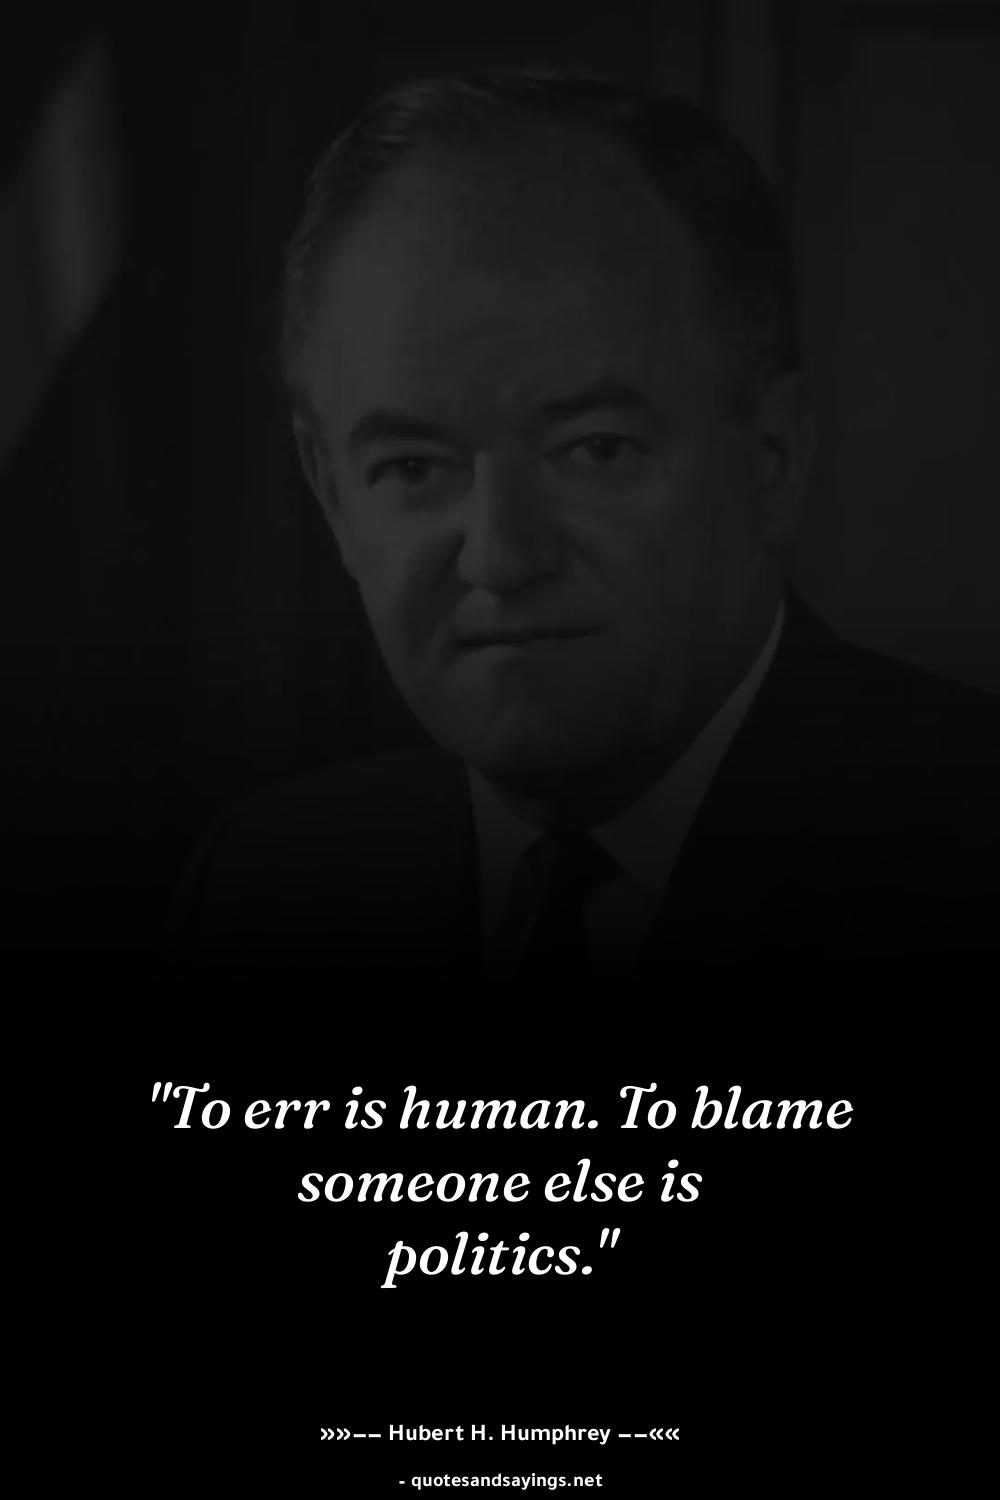 "To err is human. To blame
someone else is
politics."
»»−− Hubert H. Humphrey −−««
- quotesandsayings.net